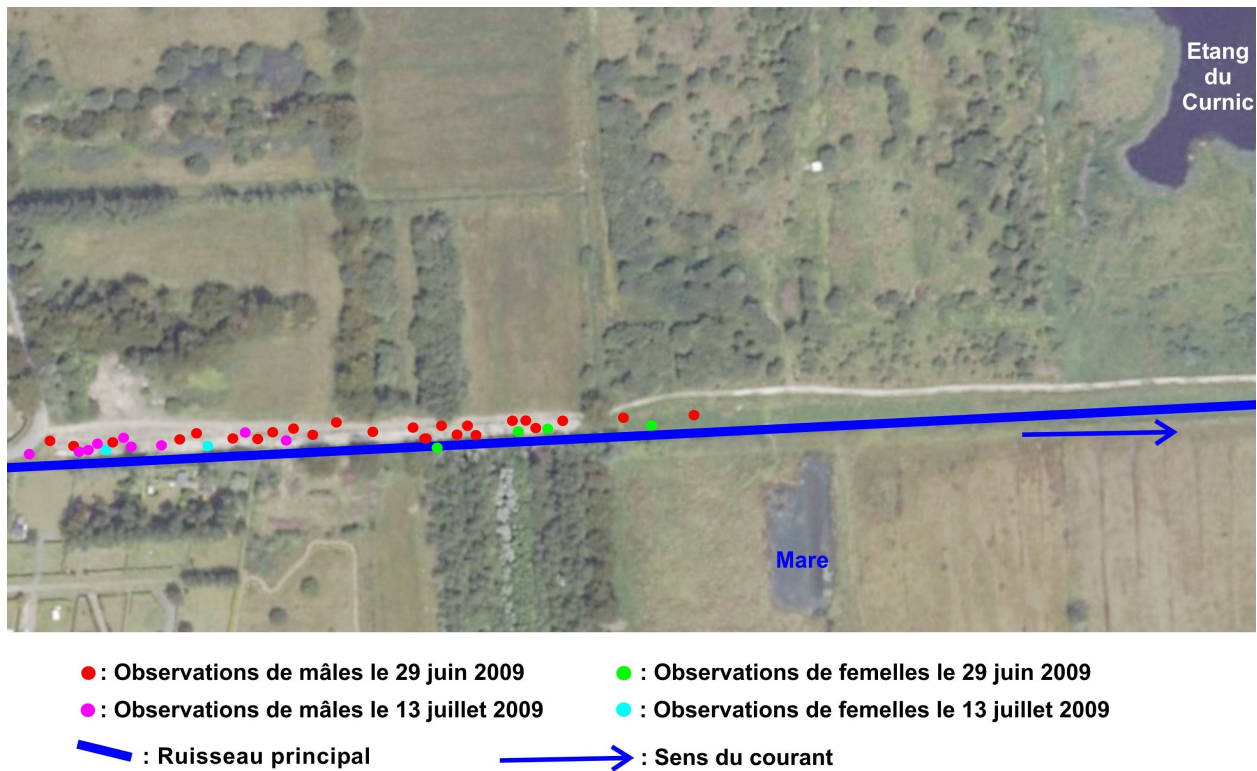 Etang
du
Curnic
Mare
: Observations de mâles le 29 juin 2009
: Observations de femelles le 29 juin 2009
: Observations de mâles le 13 juillet 2009
: Observations de femelles le 13 juillet 2009
: Ruisseau principal
: Sens du courant